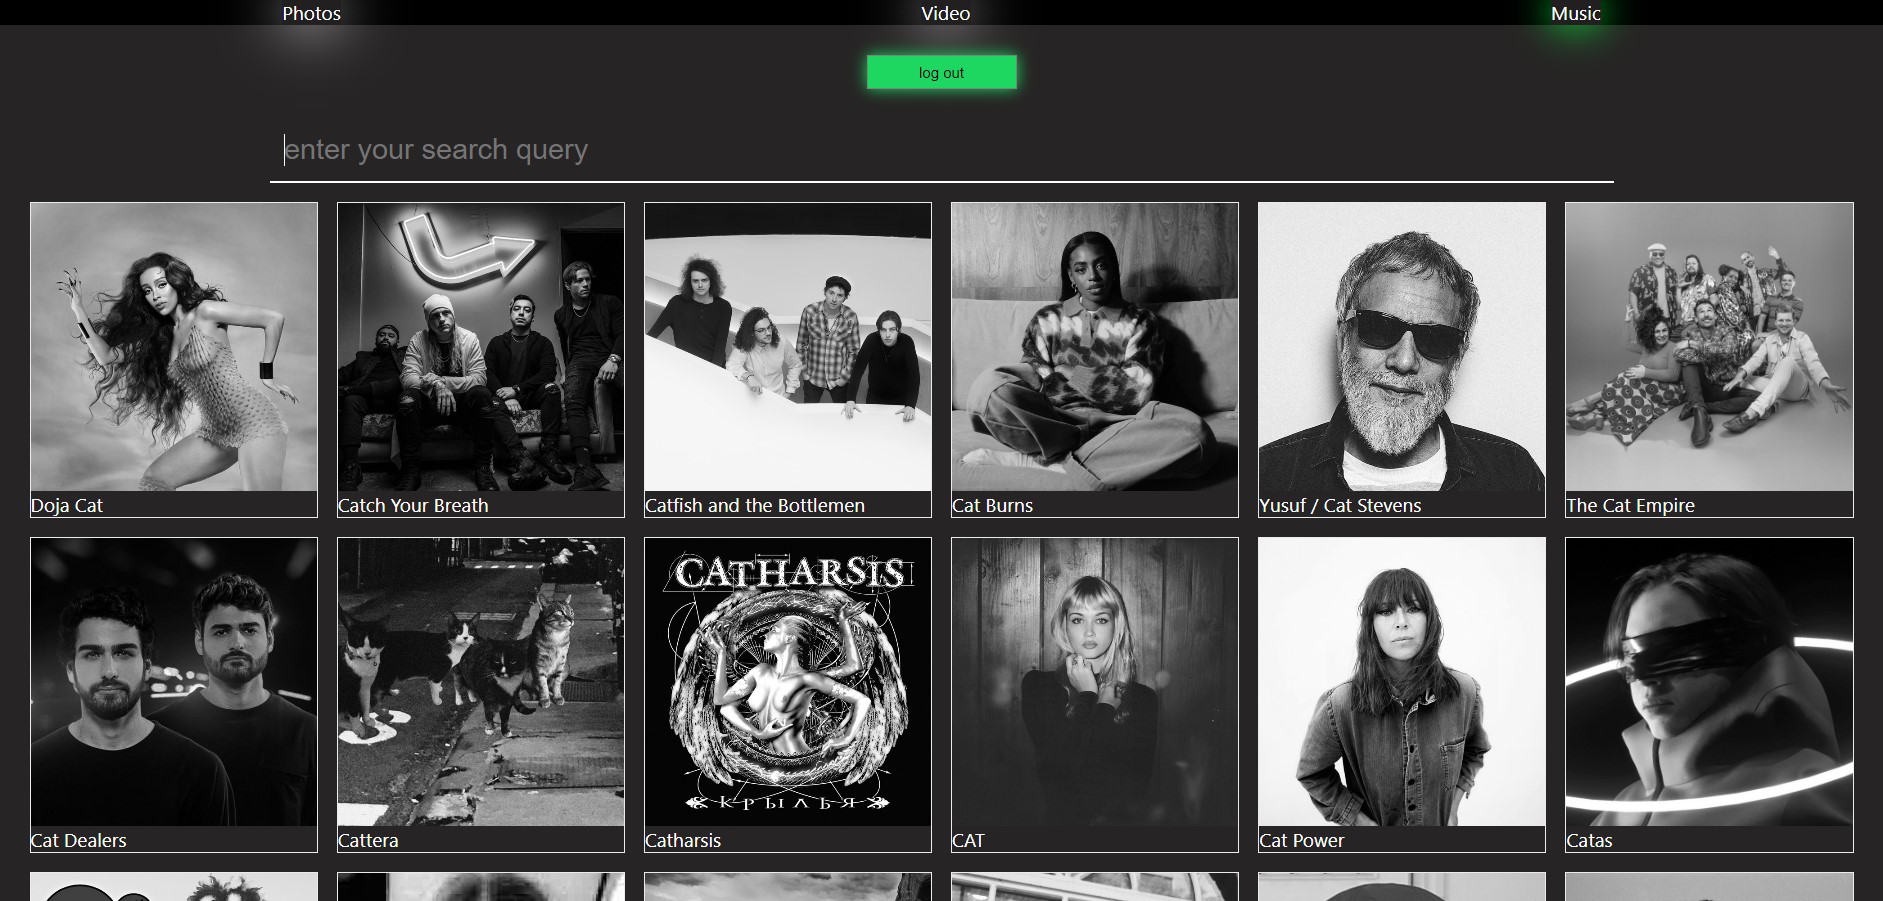 Photos Video Music
log out
enter your search query
Doja Cat
Catch Your Breath
Catfish and the Bottlemen
Cat Burns
Yusuf / Cat Stevens
The Cat Empire
CATHARSIS
КРЫЛЬЯ
Cat Dealers
Cattera
Catharsis
CAT
Cat Power
Catas